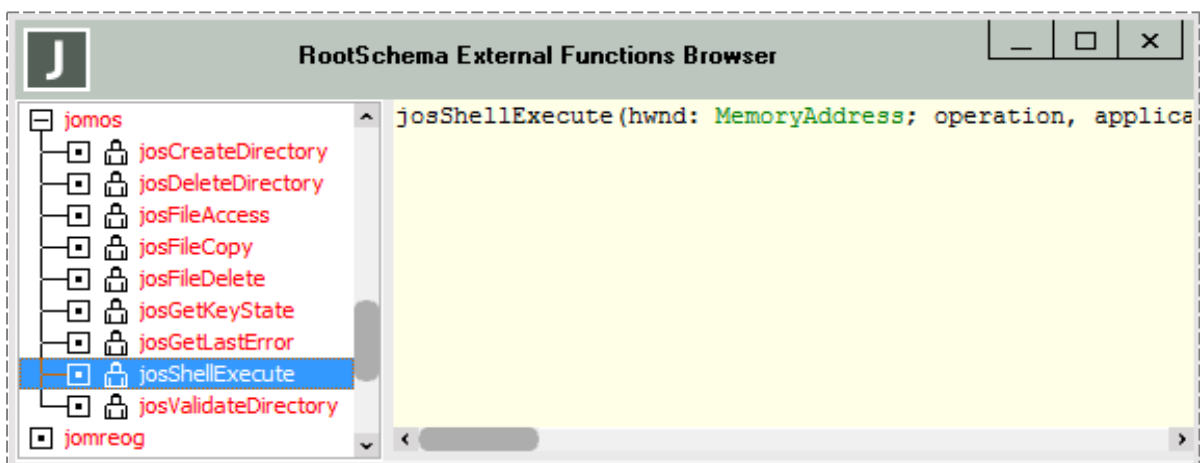 J
RootSchema External Functions Browser
jomos
josCreateDirectory
josDeleteDirectory
josFileAccess
josFileCopy
josFileDelete
josGetKeyState
josGetLastError
josShellExecute
josValidateDirectory
jomreog
josShellExecute(hwnd: MemoryAddress; operation, applica